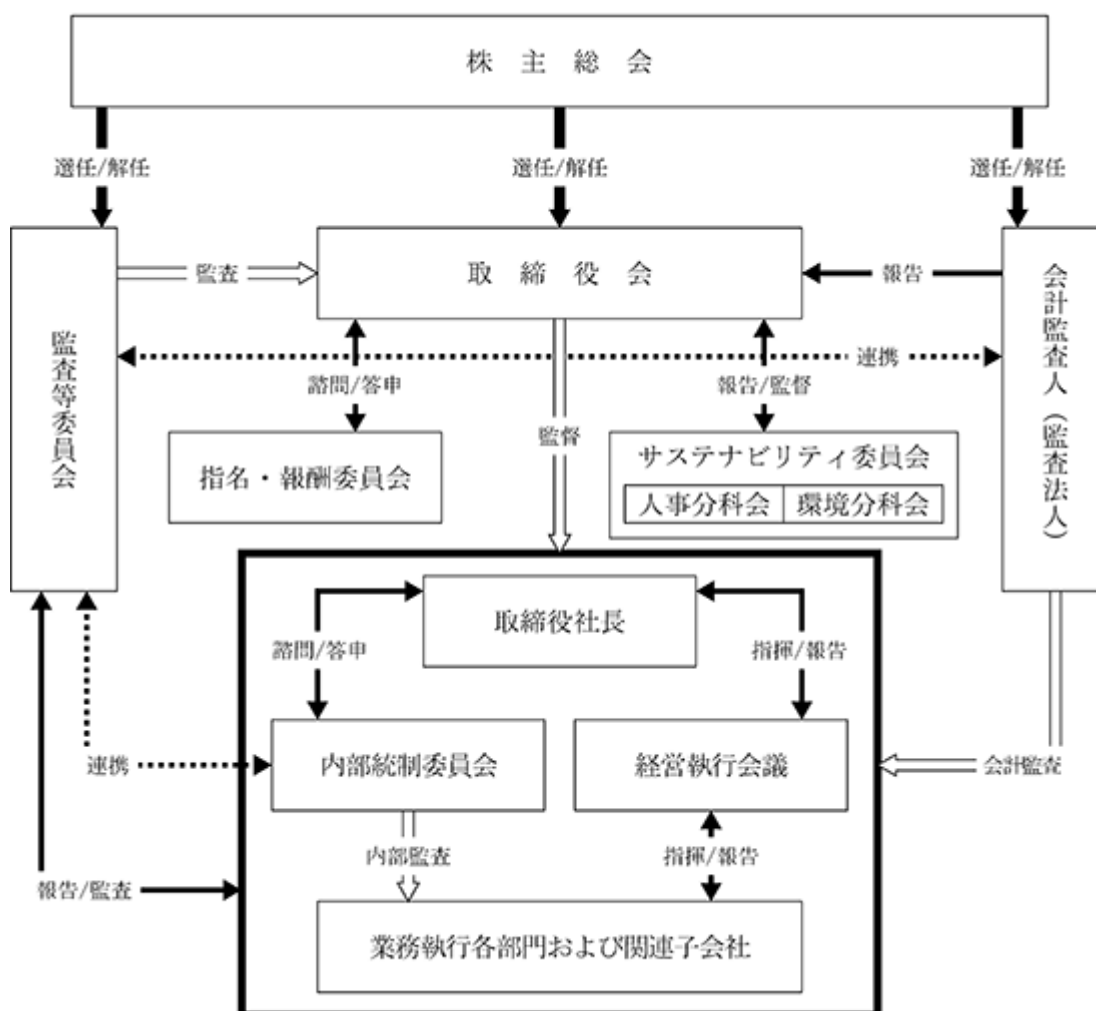 株主総会
選任/解任
選任/解任
選任/解任
監査等委員会
監査
取締役会
報告
会計監査人（監査法人）
連携
諮問/答申
報告/監督
監督
指名・報酬委員会
サステナビリティ委員会
人事分科会
環境分科会
取締役社長
諮問/答申
指揮/報告
内部統制委員会
経営執行会議
連携
会計監査
内部監査
指揮/報告
報告/監査
業務執行各部門および関連子会社